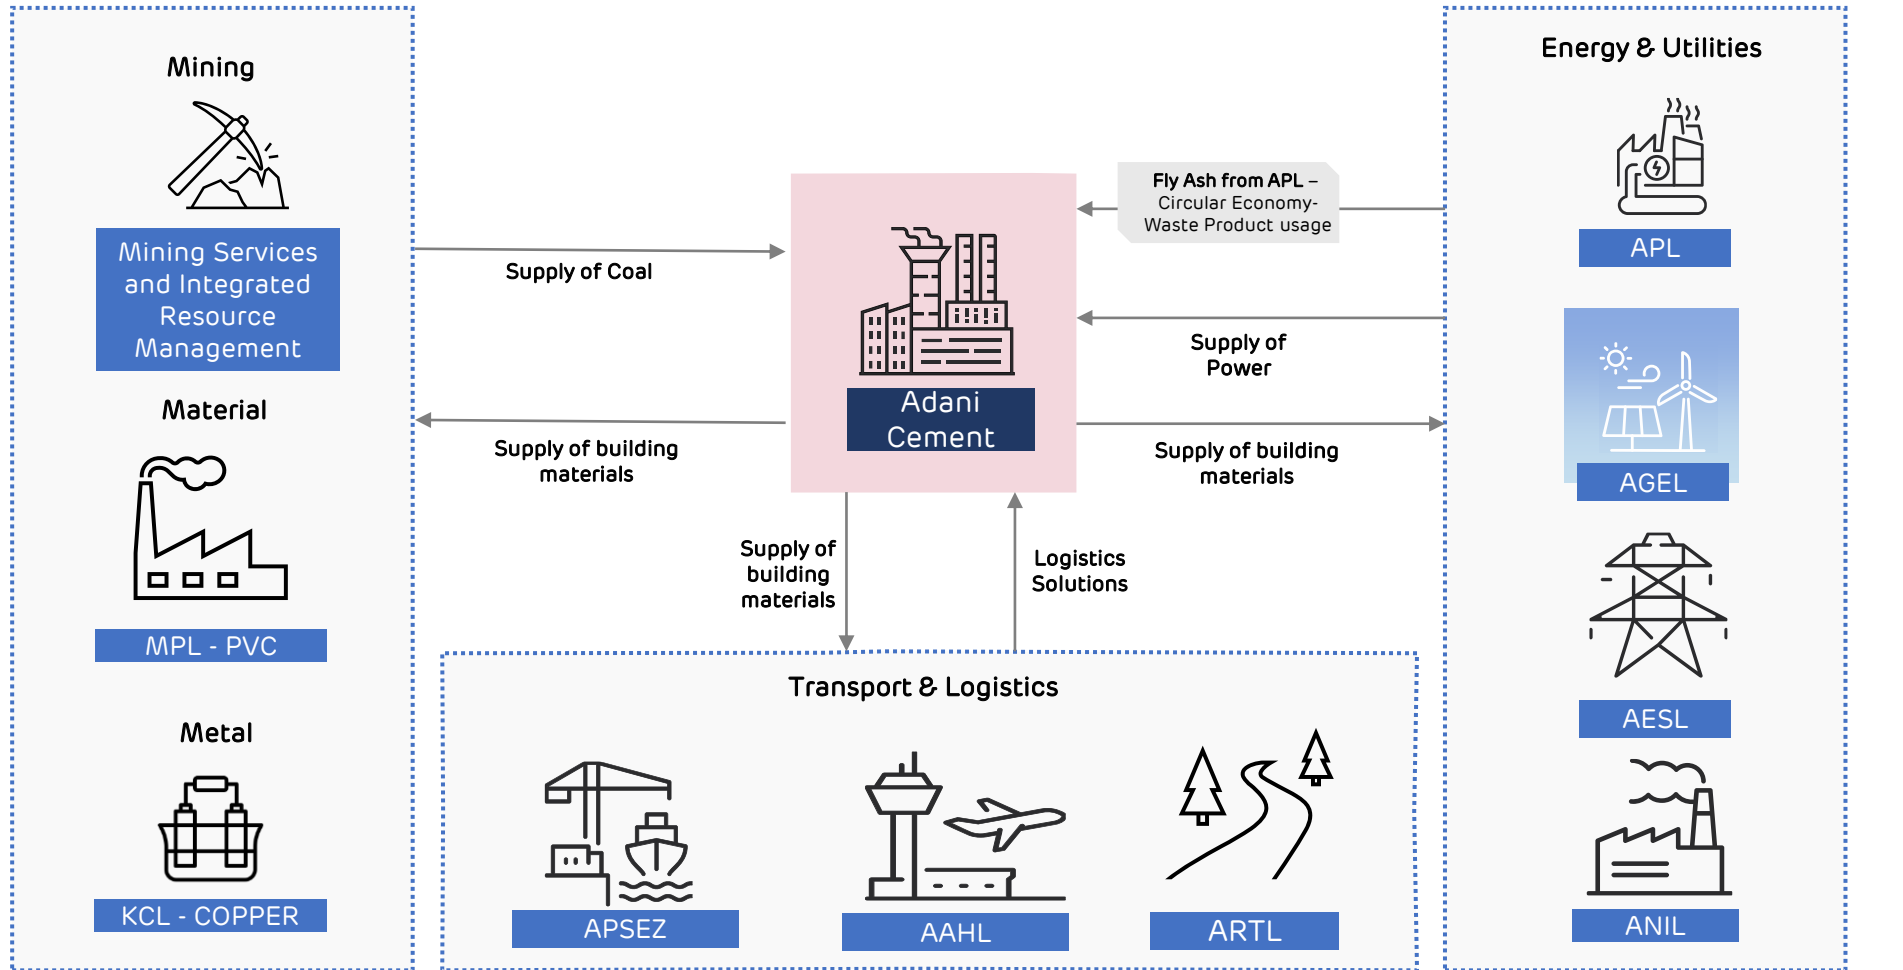 Mining
Mining Services
and Integrated
Resource
Management
Material
MPL - PVC
Metal
KCL - COPPER
Supply of Coal
Supply of building
materials
Adani
Cement
Fly Ash from APL –
Circular Economy-
Waste Product usage
Supply of
Power
Supply of building
materials
Supply of
building
materials
Logistics
Solutions
Transport & Logistics
APSEZ
AAHL
ARTL
Energy & Utilities
APL
AGEL
AESL
ANIL